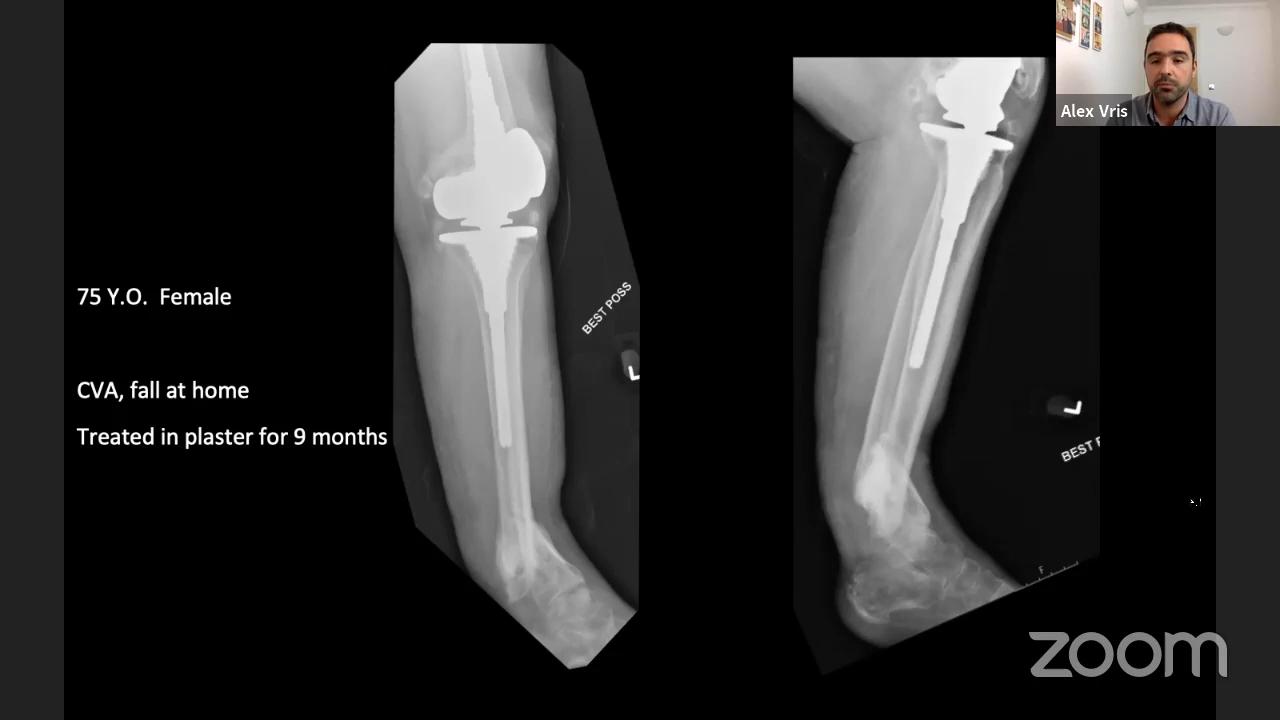 Alex Vris
75 Y.O. Female
CVA, fall at home
Treated in plaster for 9 months
BEST POSS
L
L
BEST F
F
zoom